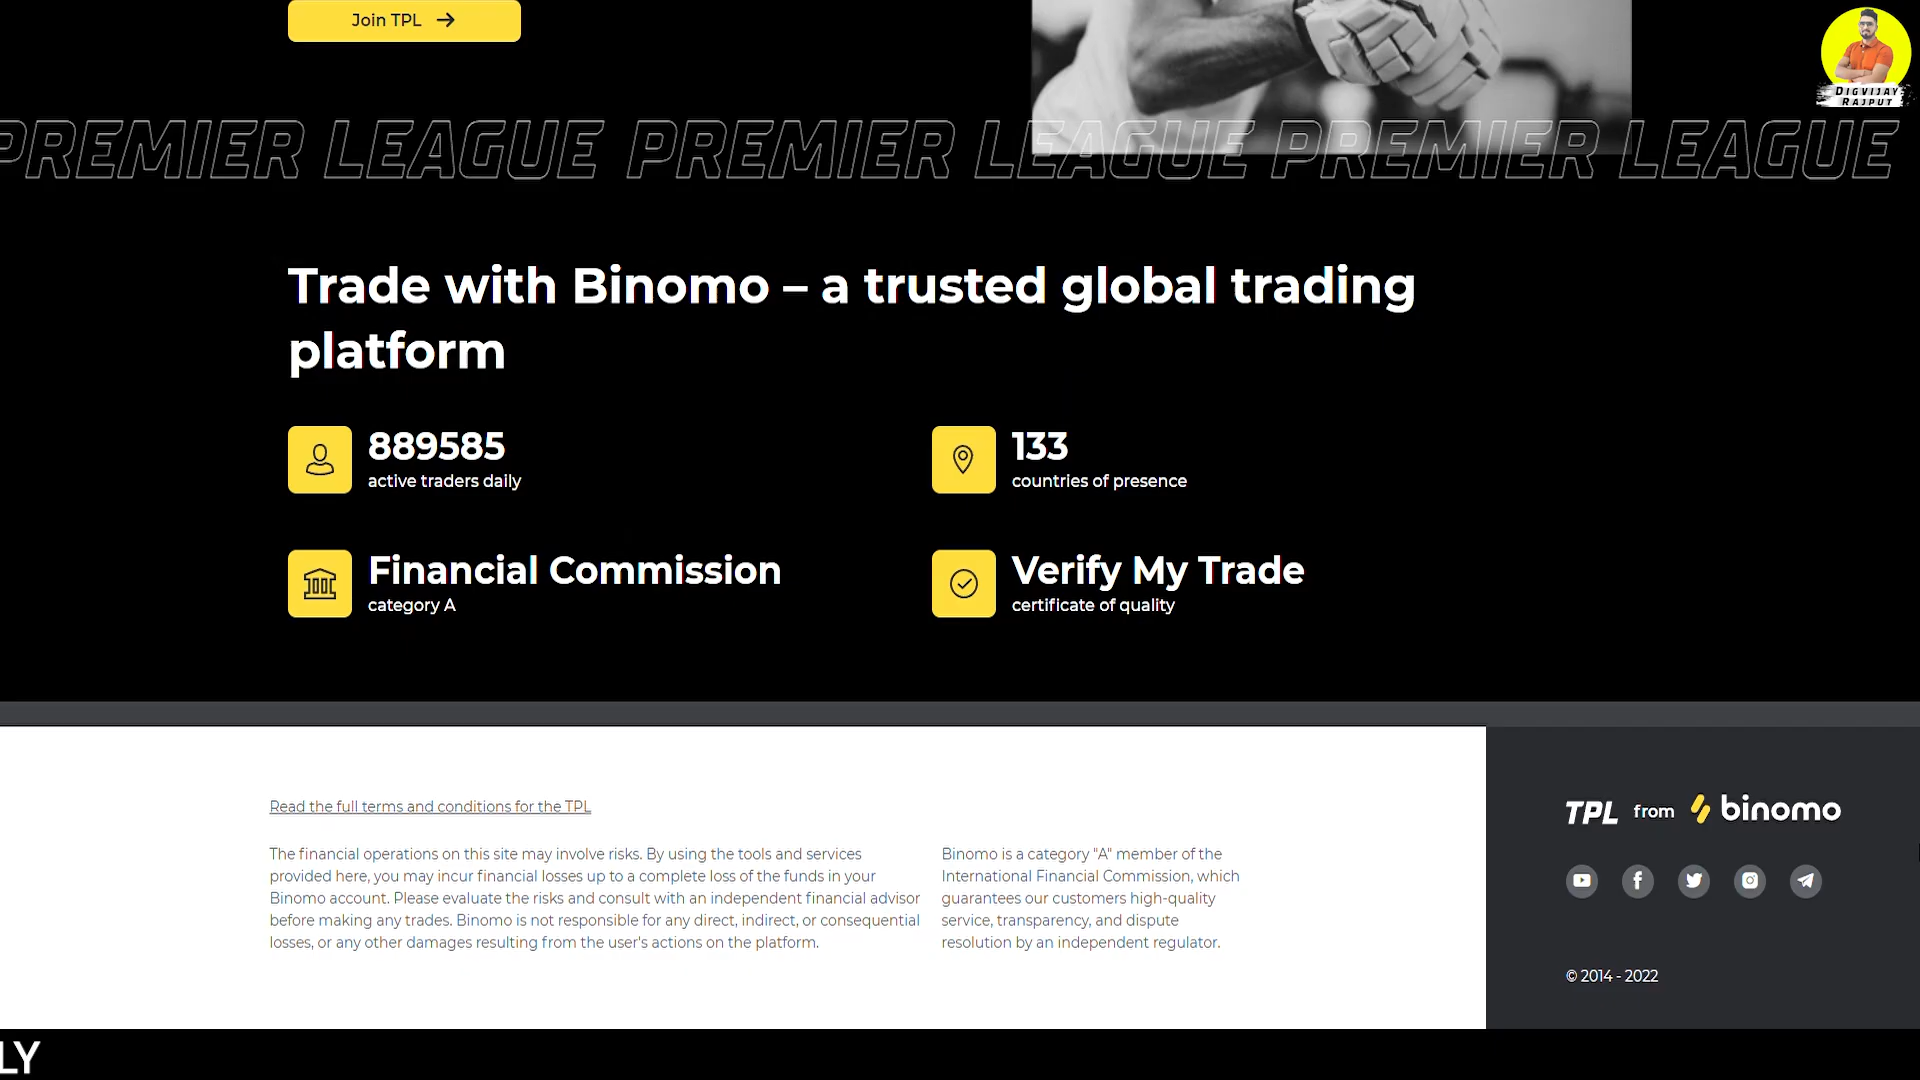 Join TPL
DIGVIJAY
RAJPUT
PREMIER LEAGUE PREMIER LEAGUE PREMIER LEAGUE
Trade with Binomo – a trusted global trading
platform
889585
active traders daily
133
countries of presence
Financial Commission
category A
Verify My Trade
certificate of quality
Read the full terms and conditions for the TPL
The financial operations on this site may involve risks. By using the tools and services
provided here, you may incur financial losses up to a complete loss of the funds in your
Binomo account. Please evaluate the risks and consult with an independent financial advisor
before making any trades. Binomo is not responsible for any direct, indirect, or consequential
losses, or any other damages resulting from the user's actions on the platform.
Binomo is a category "A" member of the
International Financial Commission, which
guarantees our customers high-quality
service, transparency, and dispute
resolution by an independent regulator.
TPL from binomo
© 2014 - 2022
LY